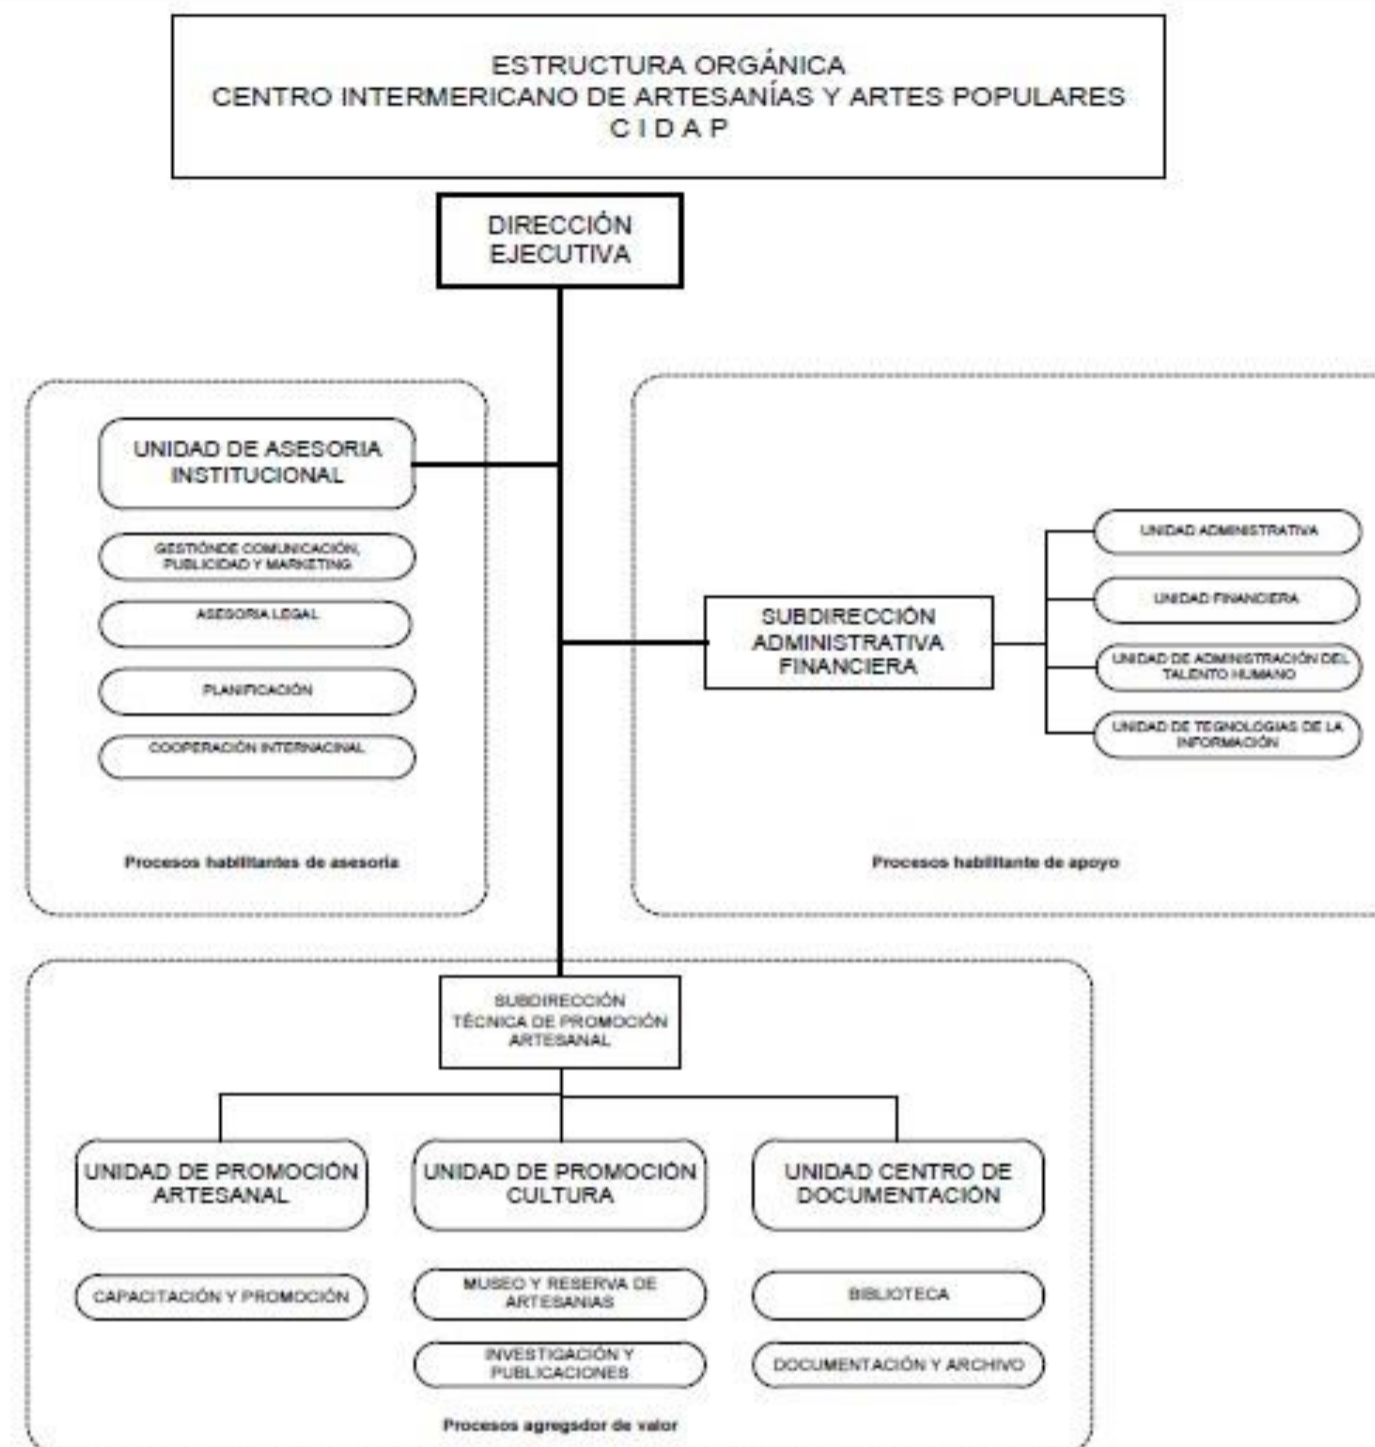 ESTRUCTURA ORGÁNICA
CENTRO INTERMERICANO DE ARTESANÍAS Y ARTES POPULARES
C I D A P
DIRECCIÓN
EJECUTIVA
UNIDAD DE ASESORIA
INSTITUCIONAL
GESTIÓNDE COMUNICACIÓN,
PUBLICIDAD Y MARKETING
ASESORIA LEGAL
PLANIFICACIÓN
COOPERACIÓN INTERNACINAL
Procesos habilitantes de asesoria
SUBDIRECCIÓN
ADMINISTRATIVA
FINANCIERA
UNIDAD ADMINISTRATIVA
UNIDAD FINANCIERA
UNIDAD DE ADMINISTRACIÓN DEL
TALENTO HUMANO
UNIDAD DE TEGNOLOGIAS DE LA
INFORMACIÓN
Procesos habilitante de apoyo
SUBDIRECCIÓN
TÉCNICA DE PROMOCIÓN
ARTESANAL
UNIDAD DE PROMOCIÓN
ARTESANAL
CAPACITACIÓN Y PROMOCIÓN
UNIDAD DE PROMOCIÓN
CULTURA
MUSEO Y RESERVA DE
ARTESANIAS
INVESTIGACIÓN Y
PUBLICACIONES
UNIDAD CENTRO DE
DOCUMENTACIÓN
BIBLIOTECA
DOCUMENTACIÓN Y ARCHIVO
Procesos agregsdor de valor